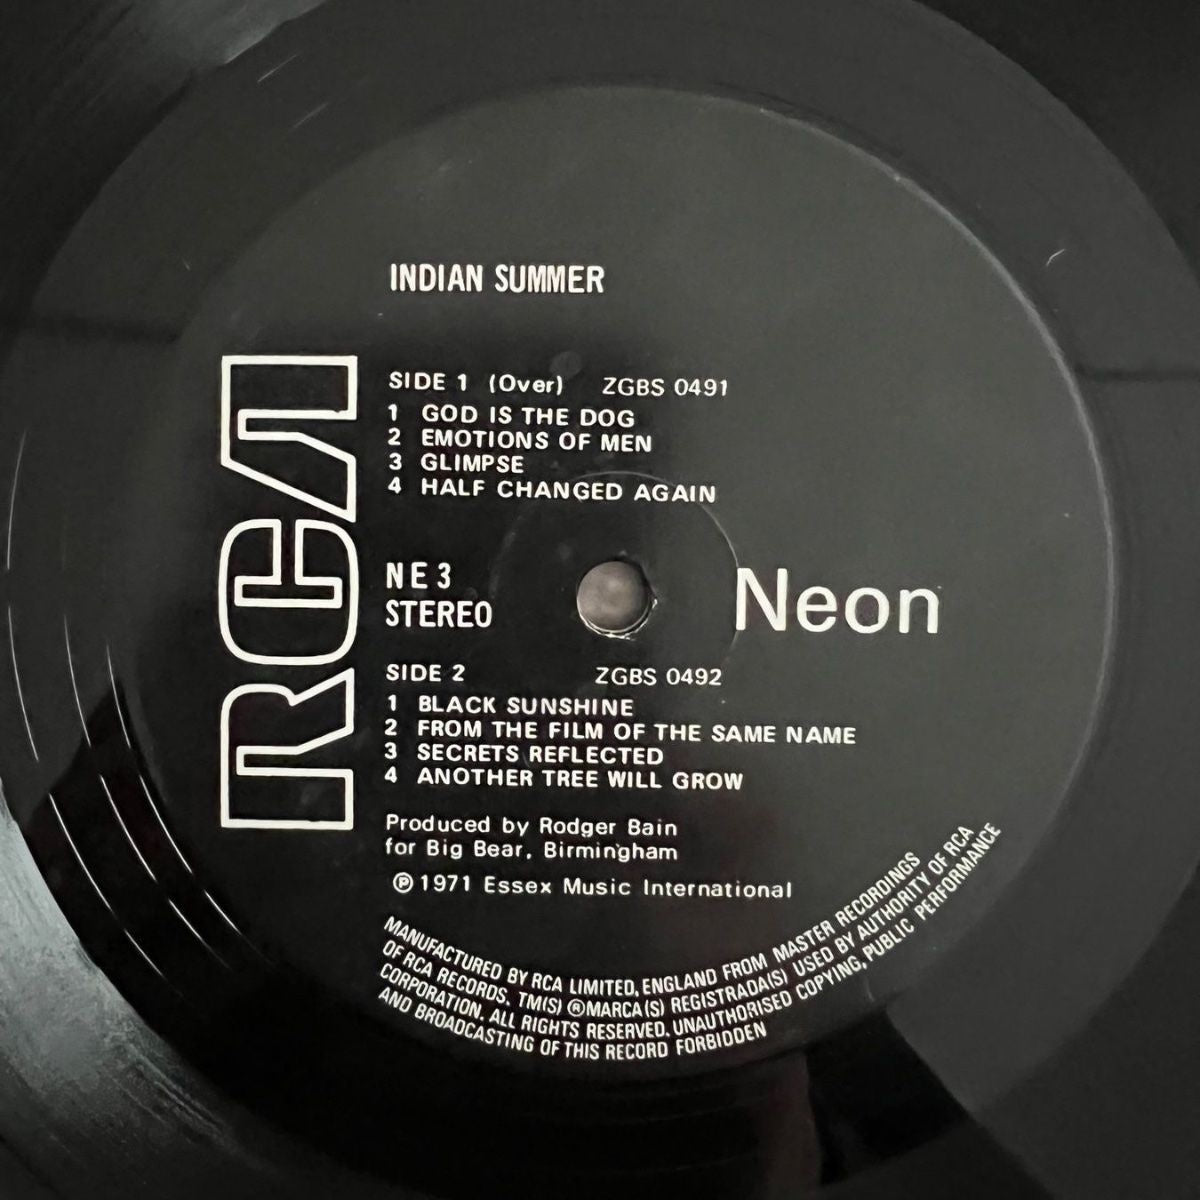 INDIAN SUMMER
RCA
SIDE 1 (Over) ZGBS 0491
1 GOD IS THE DOG
2 EMOTIONS OF MEN
3 GLIMPSE
4 HALF CHANGED AGAIN
NE 3
STEREO
Neon
SIDE 2 ZGBS 0492
1 BLACK SUNSHINE
2 FROM THE FILM OF THE SAME NAME
3 SECRETS REFLECTED
4 ANOTHER TREE WILL GROW
Produced by Rodger Bain
for Big Bear, Birmingham
℗ 1971 Essex Music International
MANUFACTURED BY RCA LIMITED, ENGLAND FROM MASTER RECORDINGS
OF RCA RECORDS. TM(S) ® MARCA(S) REGISTRADA(S) USED BY AUTHORITY OF RCA
CORPORATION. ALL RIGHTS RESERVED. UNAUTHORISED COPYING, PUBLIC PERFORMANCE
AND BROADCASTING OF THIS RECORD FORBIDDEN